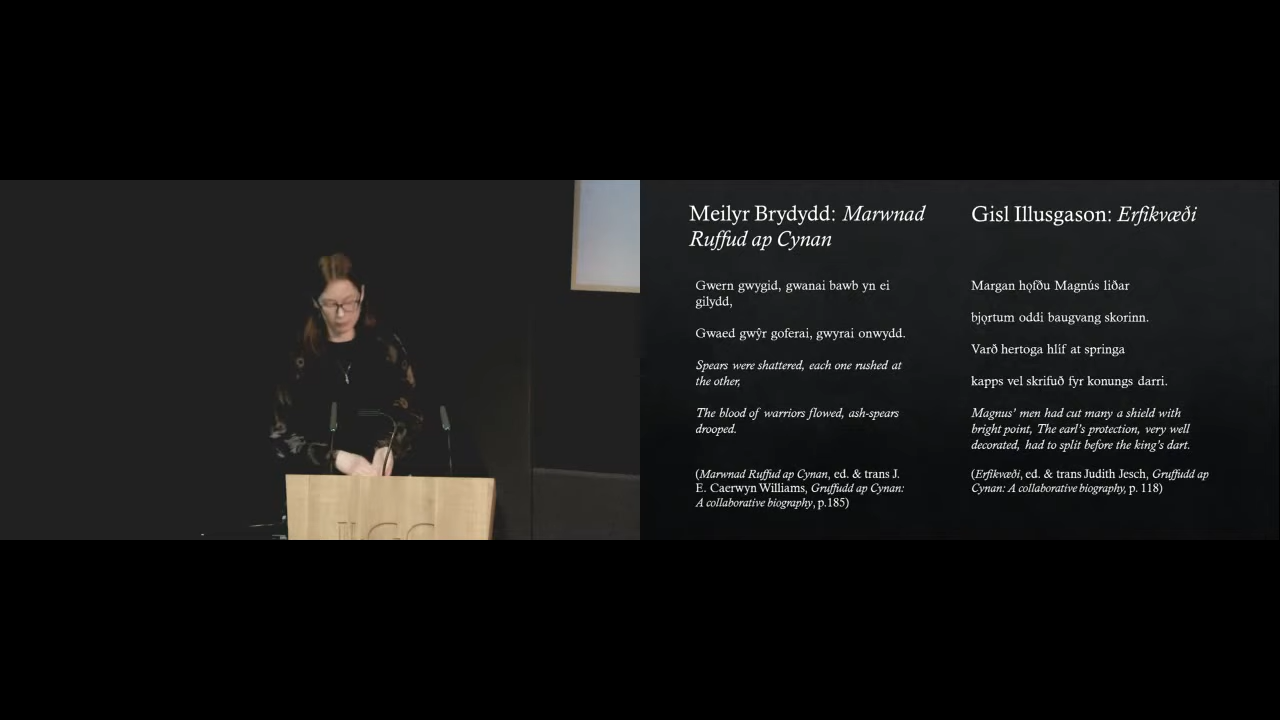 Meilyr Brydydd: Marwnad
Ruffud ap Cynan
Gwern gwygid, gwanai bawb yn ei
gilydd,
Gwaed gwŷr goferai, gwyrai onwydd.
Spears were shattered, each one rushed at
the other,
The blood of warriors flowed, ash-spears
drooped.
(Marwnad Ruffud ap Cynan, ed. & trans J.
E. Caerwyn Williams, Gruffudd ap Cynan:
A collaborative biography, p.185)
Gisl Illusgason: Erfikvæði
Margan hǫfðu Magnús liðar
bjǫrtum oddi baugvang skorinn.
Varð hertoga hlíf at springa
kapps vel skrifuð fyr konungs darri.
Magnus' men had cut many a shield with
bright point, The earl's protection, very well
decorated, had to split before the king's dart.
(Erfikvæði, ed. & trans Judith Jesch, Gruffudd ap
Cynan: A collaborative biography, p. 118)